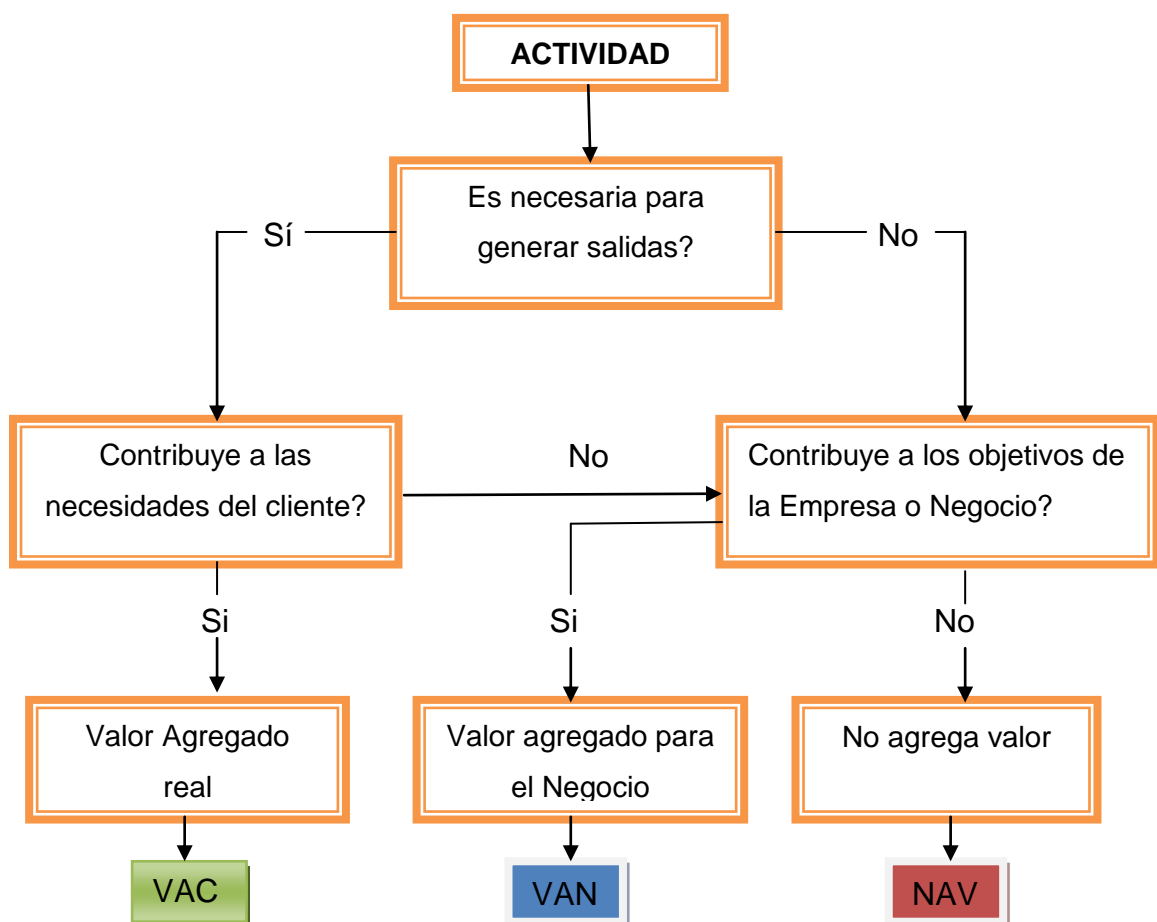 ACTIVIDAD
Es necesaria para
generar salidas?
Sí
No
Contribuye a las
necesidades del cliente?
No
Contribuye a los objetivos de
la Empresa o Negocio?
Si
Si
No
Valor Agregado
real
Valor agregado para
el Negocio
No agrega valor
VAC
VAN
NAV